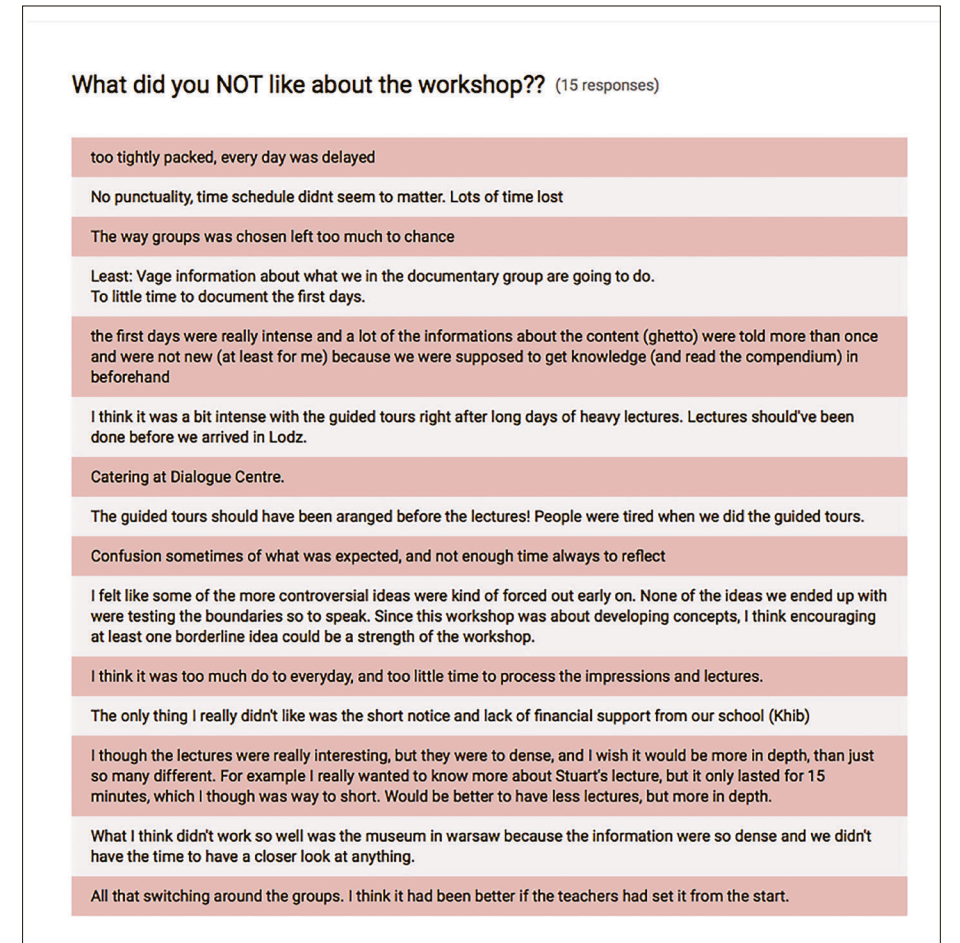 What did you NOT like about the workshop?? (15 responses)
too tightly packed, every day was delayed
No punctuality, time schedule didnt seem to matter. Lots of time lost
The way groups was chosen left too much to chance
Least: Vage information about what we in the documentary group are going to do.
To little time to document the first days.
the first days were really intense and a lot of the informations about the content (ghetto) were told more than once
and were not new (at least for me) because we were supposed to get knowledge (and read the compendium) in
beforehand
I think it was a bit intense with the guided tours right after long days of heavy lectures. Lectures should've been
done before we arrived in Lodz.
Catering at Dialogue Centre.
The guided tours should have been aranged before the lectures! People were tired when we did the guided tours.
Confusion sometimes of what was expected, and not enough time always to reflect
I felt like some of the more controversial ideas were kind of forced out early on. None of the ideas we ended up with
were testing the boundaries so to speak. Since this workshop was about developing concepts, I think encouraging
at least one borderline idea could be a strength of the workshop.
I think it was too much do to everyday, and too little time to process the impressions and lectures.
The only thing I really didn't like was the short notice and lack of financial support from our school (Khib)
I though the lectures were really interesting, but they were to dense, and I wish it would be more in depth, than just
so many different. For example I really wanted to know more about Stuart's lecture, but it only lasted for 15
minutes, which I though was way to short. Would be better to have less lectures, but more in depth.
What I think didn't work so well was the museum in warsaw because the information were so dense and we didn't
have the time to have a closer look at anything.
All that switching around the groups. I think it had been better if the teachers had set it from the start.